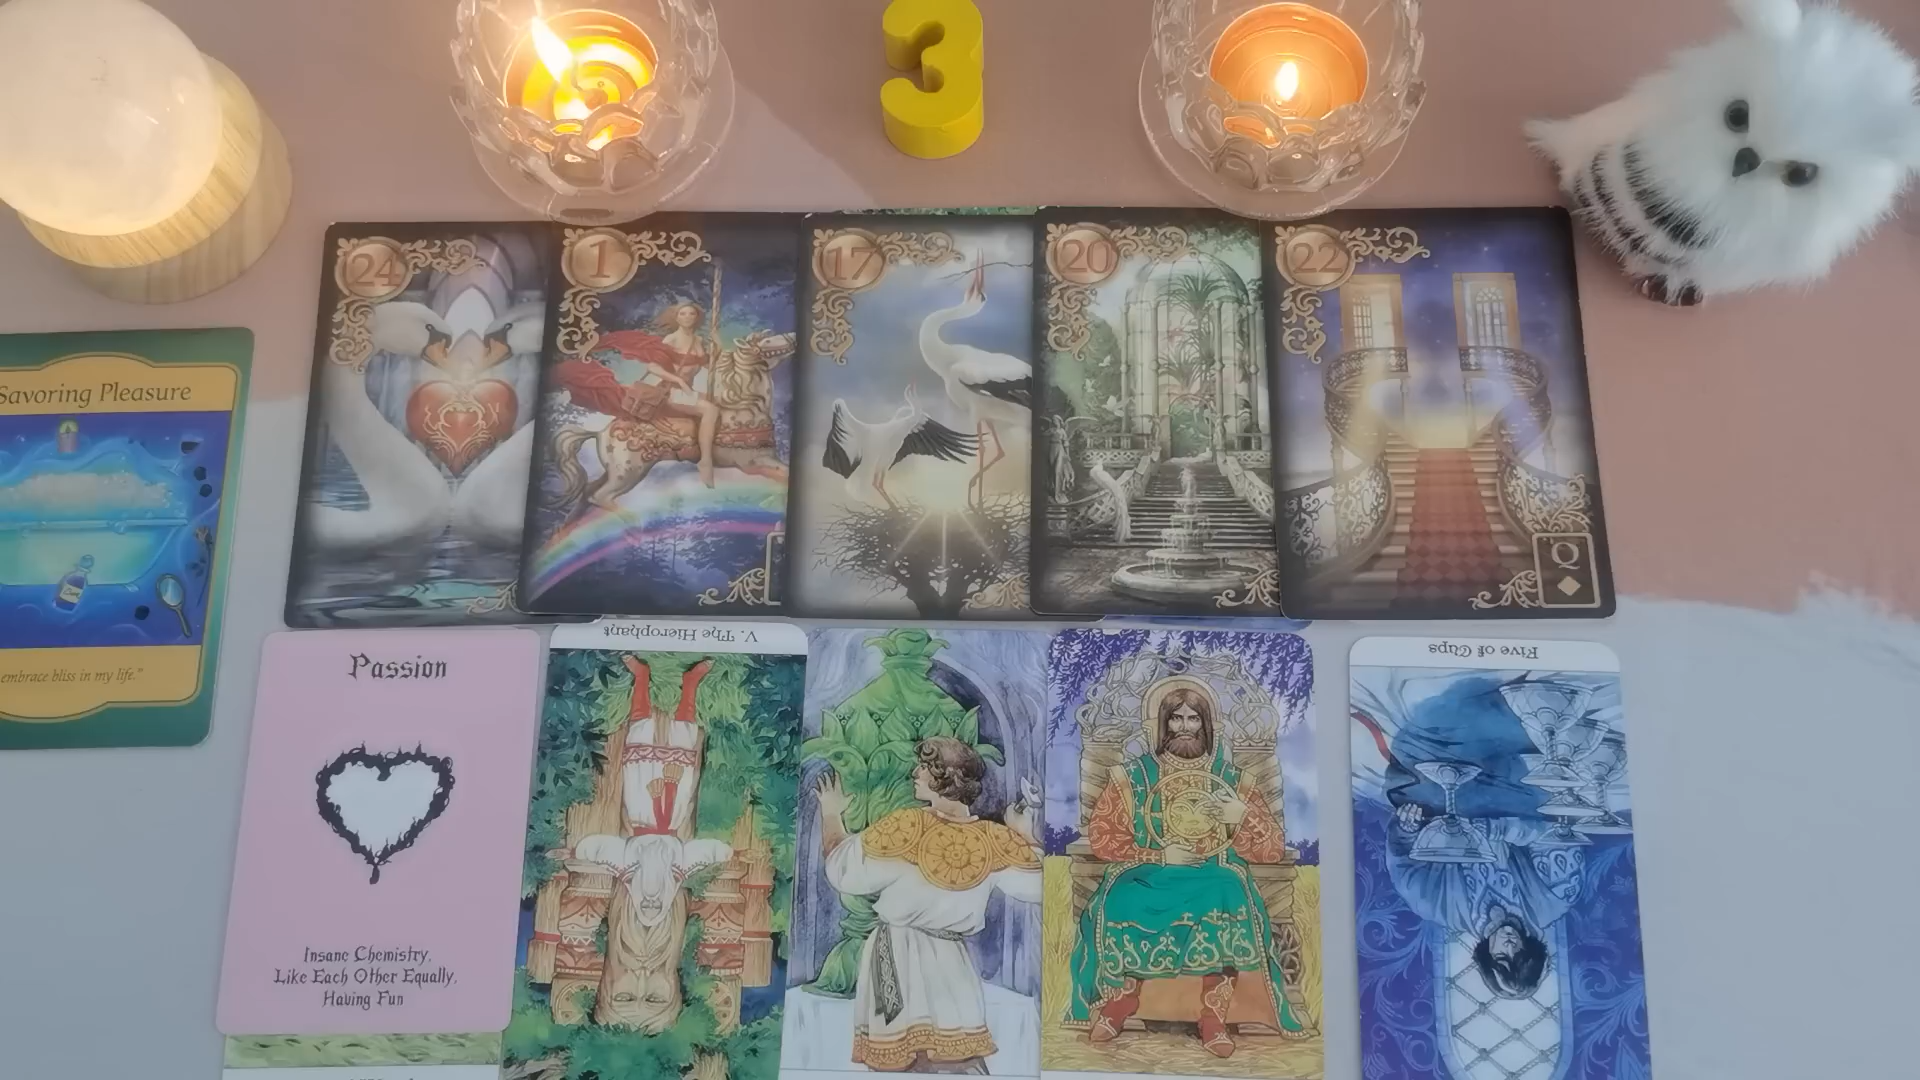 3
24
1
17
20
22
Q
Savoring Pleasure
embrace bliss in my life."
Passion
Insane Chemistry,
Like Each Other Equally,
Having Fun
V. The Hierophant
Five of Cups